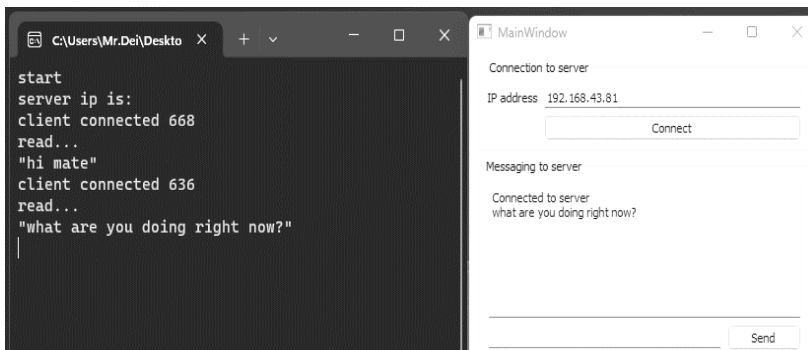 C:\Users\Mr.Dei\Deskto
start
server ip is:
client connected 668
read...
"hi mate"
client connected 636
read...
"what are you doing right now?"
MainWindow
Connection to server
IP address 192.168.43.81
Connect
Messaging to server
Connected to server
what are you doing right now?
Send